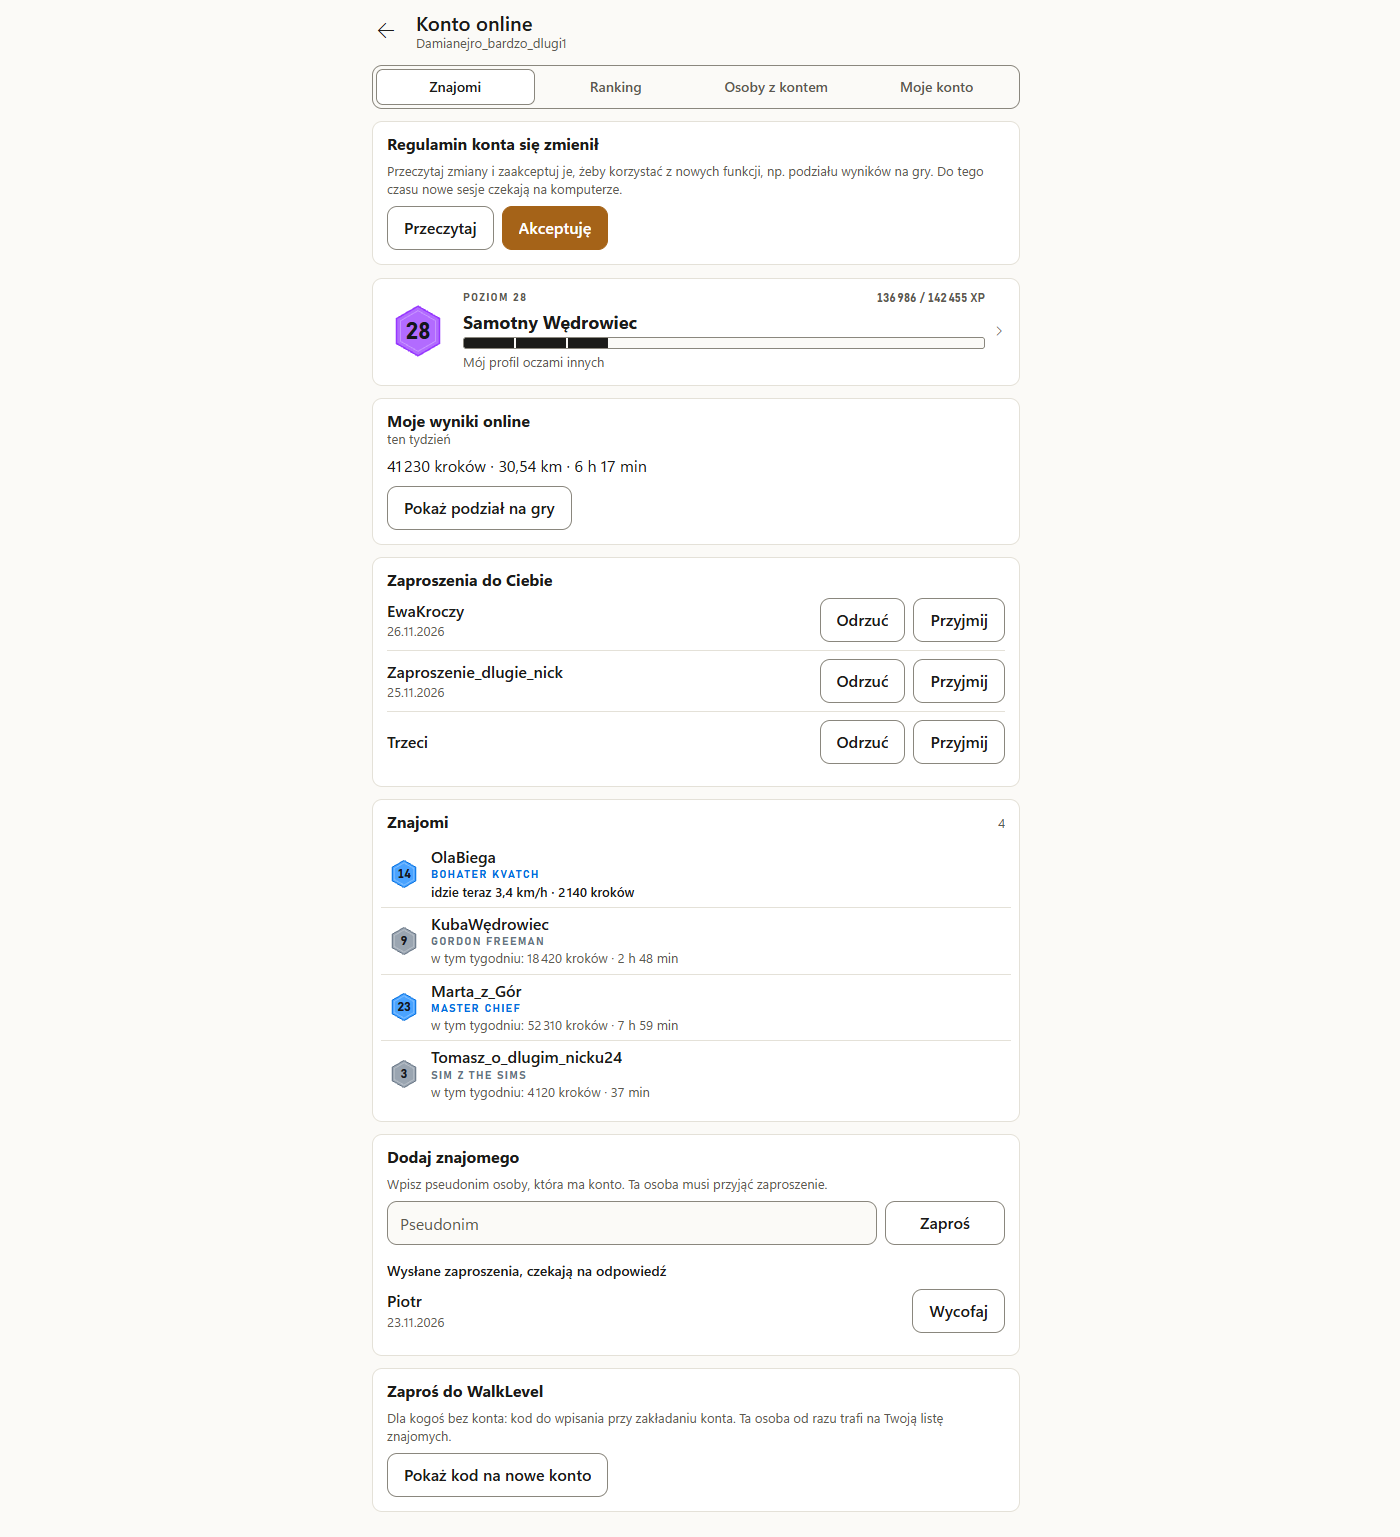 Konto online
Damianejro_bardzo_dlugi1
Znajomi
Ranking
Osoby z kontem
Moje konto
Regulamin konta się zmienił
Przeczytaj zmiany i zaakceptuj je, żeby korzystać z nowych funkcji, np. podziału wyników na gry. Do tego
czasu nowe sesje czekają na komputerze.
Przeczytaj
Akceptuję
POZIOM 28
136 986 / 142 455 XP
28
Samotny Wędrowiec
Mój profil oczami innych
Moje wyniki online
ten tydzień
41 230 kroków · 30,54 km · 6 h 17 min
Pokaż podział na gry
Zaproszenia do Ciebie
EwaKroczy
26.11.2026
Odrzuć
Przyjmij
Zaproszenie_dlugie_nick
25.11.2026
Odrzuć
Przyjmij
Trzeci
Odrzuć
Przyjmij
Znajomi
4
14
OlaBiega
BOHATER KVATCH
idzie teraz 3,4 km/h · 2 140 kroków
9
KubaWędrowiec
GORDON FREEMAN
w tym tygodniu: 18 420 kroków · 2 h 48 min
23
Marta_z_Gór
MASTER CHIEF
w tym tygodniu: 52 310 kroków · 7 h 59 min
3
Tomasz_o_dlugim_nicku24
SIM Z THE SIMS
w tym tygodniu: 4 120 kroków · 37 min
Dodaj znajomego
Wpisz pseudonim osoby, która ma konto. Ta osoba musi przyjąć zaproszenie.
Pseudonim
Zaproś
Wysłane zaproszenia, czekają na odpowiedź
Piotr
23.11.2026
Wycofaj
Zaproś do WalkLevel
Dla kogoś bez konta: kod do wpisania przy zakładaniu konta. Ta osoba od razu trafi na Twoją listę
znajomych.
Pokaż kod na nowe konto